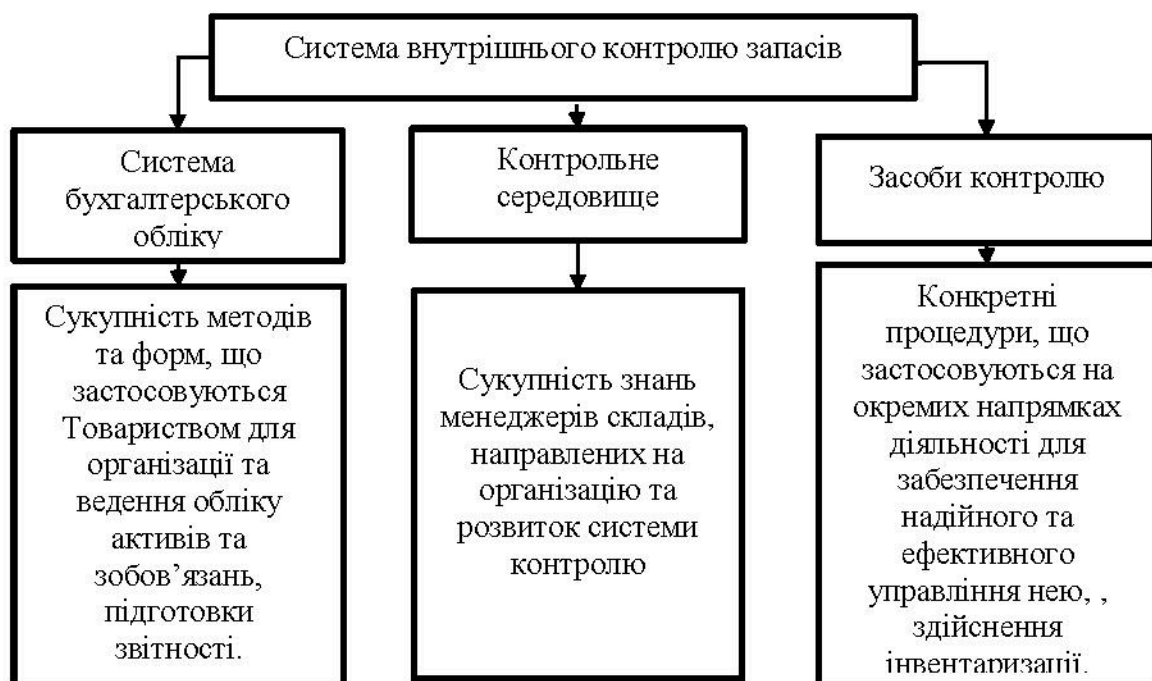 Система внутрішнього контролю запасів
Система
бухгалтерського
обліку
Контрольне
середовище
Засоби контролю
Сукупність методів
та форм, що
застосовуються
Товариством для
організації та
ведення обліку
активів та
зобов’язань,
підготовки
звітності.
Сукупність знань
менеджерів складів,
направлених на
організацію та
розвиток системи
контролю
Конкретні
процедури, що
застосовуються на
окремих напрямках
діяльності для
забезпечення
надійного та
ефективного
управління нею, ,
здійснення
інвентаризації.